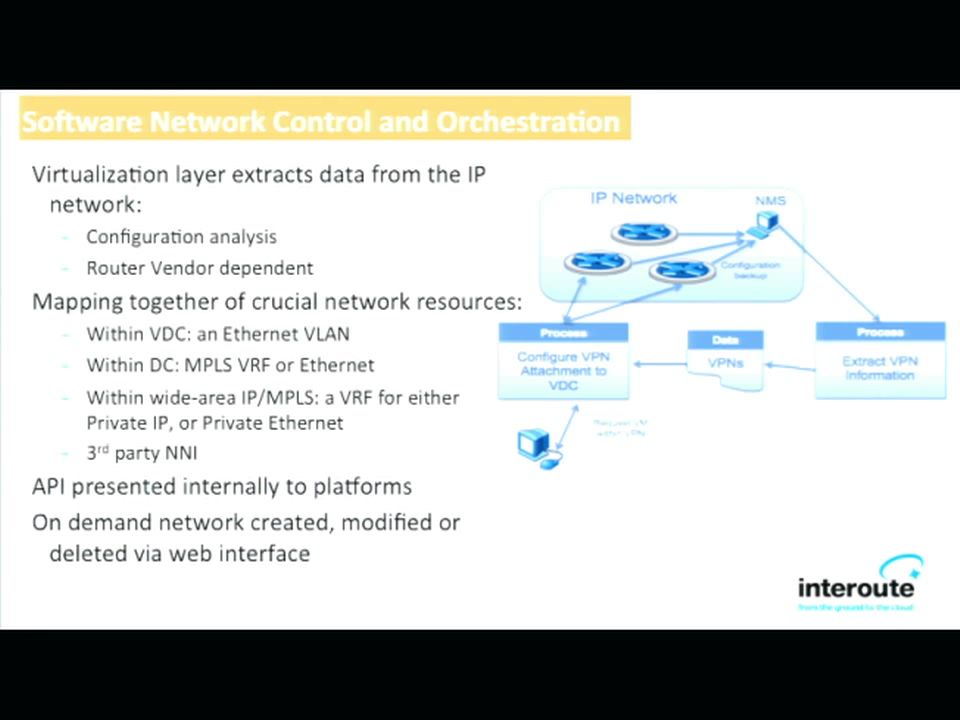 Software Network Control and Orchestration
Virtualization layer extracts data from the IP
network:
- Configuration analysis
- Router Vendor dependent
Mapping together of crucial network resources:
- Within VDC: an Ethernet VLAN
- Within DC: MPLS VRF or Ethernet
- Within wide-area IP/MPLS: a VRF for either
Private IP, or Private Ethernet
- 3rd party NNI
API presented internally to platforms
On demand network created, modified or
deleted via web interface
IP Network
NMS
Configuration
backup
Process
Configure VPN
Attachment to
VDC
Data
VPNs
Process
Extract VPN
Information
Request VM
within VPN
interoute
from the ground to the cloud